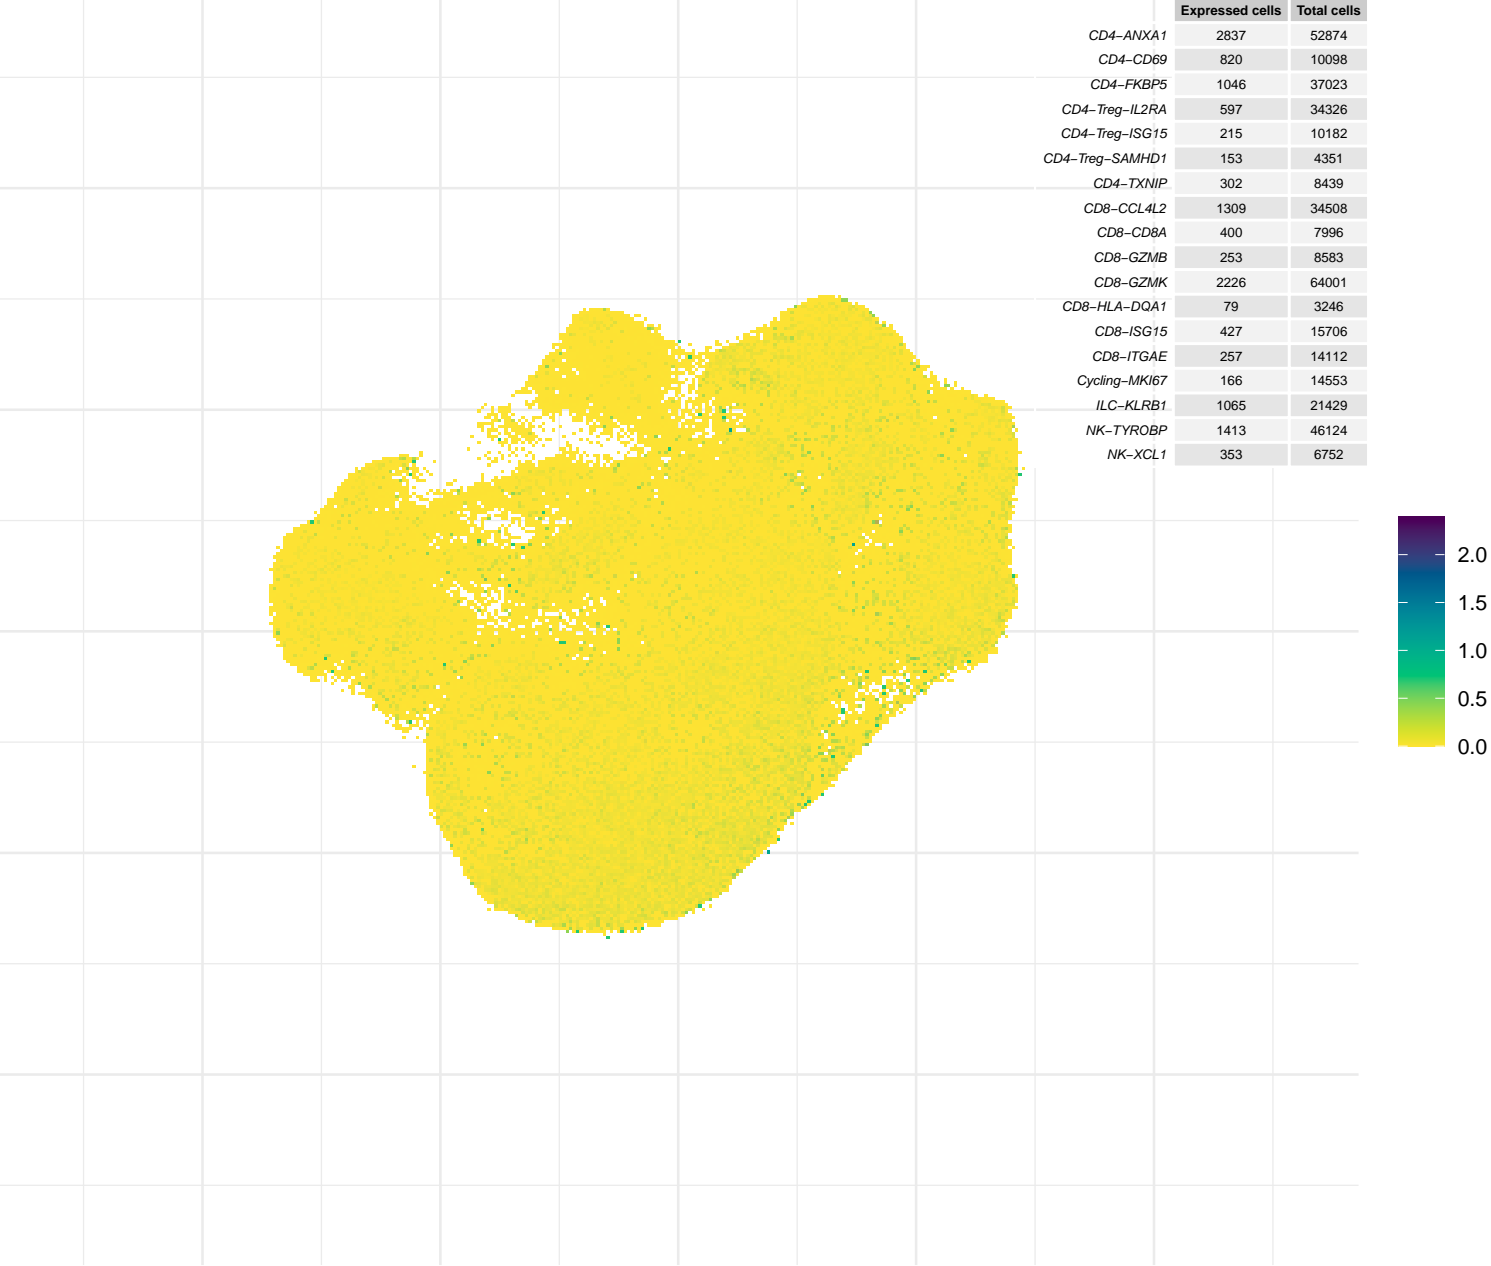 Expressed cells Total cells
CD4−ANXA1 2837 52874
CD4−CD69 820 10098
CD4−FKBP5 1046 37023
CD4−Treg−IL2RA 597 34326
CD4−Treg−ISG15 215 10182
CD4−Treg−SAMHD1 153 4351
CD4−TXNIP 302 8439
CD8−CCL4L2 1309 34508
CD8−CD8A 400 7996
CD8−GZMB 253 8583
CD8−GZMK 2226 64001
CD8−HLA−DQA1 79 3246
CD8−ISG15 427 15706
CD8−ITGAE 257 14112
Cycling−MKI67 166 14553
ILC−KLRB1 1065 21429
NK−TYROBP 1413 46124
NK−XCL1 353 6752
2.0
1.5
1.0
0.5
0.0